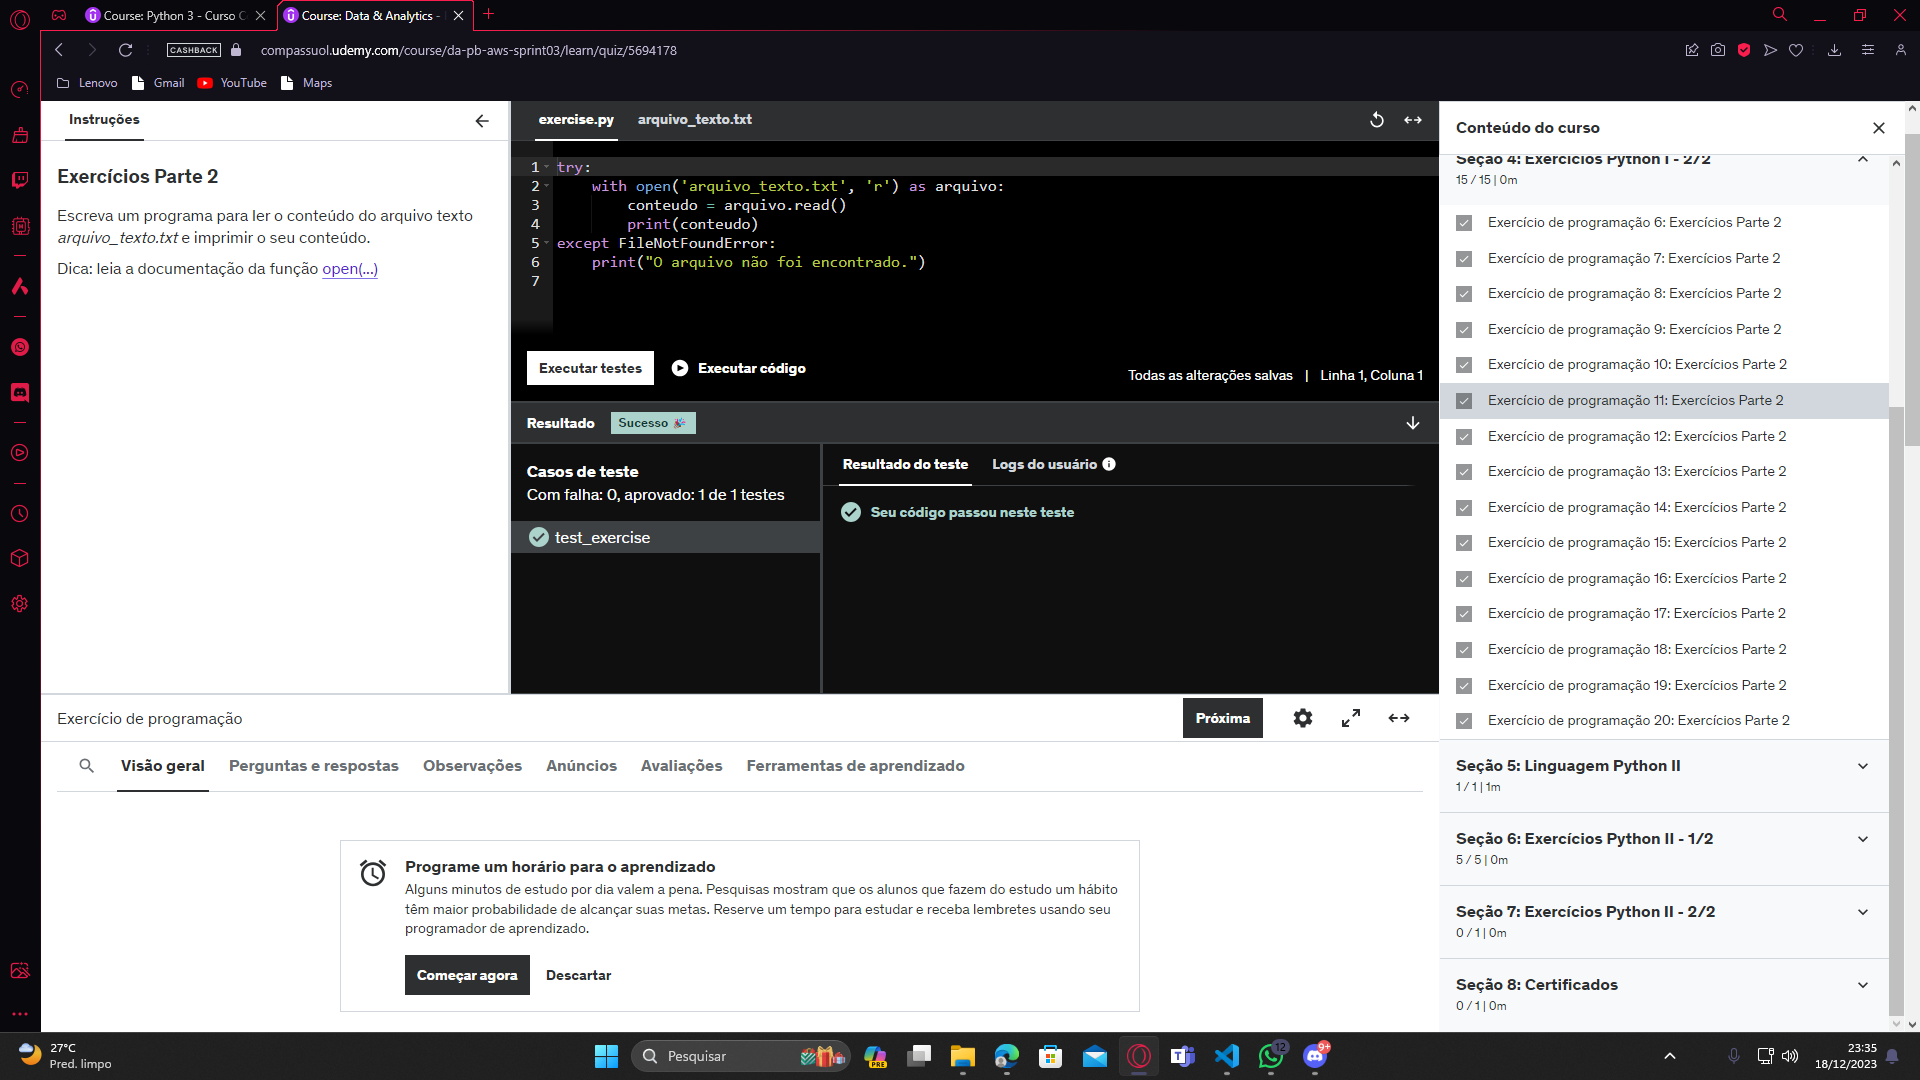 Course: Python 3 - Curso C
Course: Data & Analytics -
CASHBACK
compassuol.udemy.com/course/da-pb-aws-sprint03/learn/quiz/5694178
Lenovo
Gmail
YouTube
Maps
Instruções
Exercícios Parte 2
Escreva um programa para ler o conteúdo do arquivo texto
arquivo_texto.txt e imprimir o seu conteúdo.
Dica: leia a documentação da função open(...)
exercise.py
arquivo_texto.txt
1 try:
2 with open('arquivo_texto.txt', 'r') as arquivo:
3 conteudo = arquivo.read()
4 print(conteudo)
5 except FileNotFoundError:
6 print("O arquivo não foi encontrado.")
7
Executar testes
Executar código
Todas as alterações salvas | Linha 1, Coluna 1
Resultado
Sucesso
Casos de teste
Com falha: 0, aprovado: 1 de 1 testes
test_exercise
Resultado do teste
Logs do usuário
Seu código passou neste teste
Exercício de programação
Próxima
Visão geral
Perguntas e respostas
Observações
Anúncios
Avaliações
Ferramentas de aprendizado
Programe um horário para o aprendizado
Alguns minutos de estudo por dia valem a pena. Pesquisas mostram que os alunos que fazem do estudo um hábito
têm maior probabilidade de alcançar suas metas. Reserve um tempo para estudar e receba lembretes usando seu
programador de aprendizado.
Começar agora
Descartar
Conteúdo do curso
Seção 4: Exercícios Python I - 2/2
15 / 15 | 0m
Exercício de programação 6: Exercícios Parte 2
Exercício de programação 7: Exercícios Parte 2
Exercício de programação 8: Exercícios Parte 2
Exercício de programação 9: Exercícios Parte 2
Exercício de programação 10: Exercícios Parte 2
Exercício de programação 11: Exercícios Parte 2
Exercício de programação 12: Exercícios Parte 2
Exercício de programação 13: Exercícios Parte 2
Exercício de programação 14: Exercícios Parte 2
Exercício de programação 15: Exercícios Parte 2
Exercício de programação 16: Exercícios Parte 2
Exercício de programação 17: Exercícios Parte 2
Exercício de programação 18: Exercícios Parte 2
Exercício de programação 19: Exercícios Parte 2
Exercício de programação 20: Exercícios Parte 2
Seção 5: Linguagem Python II
1 / 1 | 1m
Seção 6: Exercícios Python II - 1/2
5 / 5 | 0m
Seção 7: Exercícios Python II - 2/2
0 / 1 | 0m
Seção 8: Certificados
0 / 1 | 0m
27°C
Pred. limpo
Pesquisar
PRE
12
9+
23:35
18/12/2023